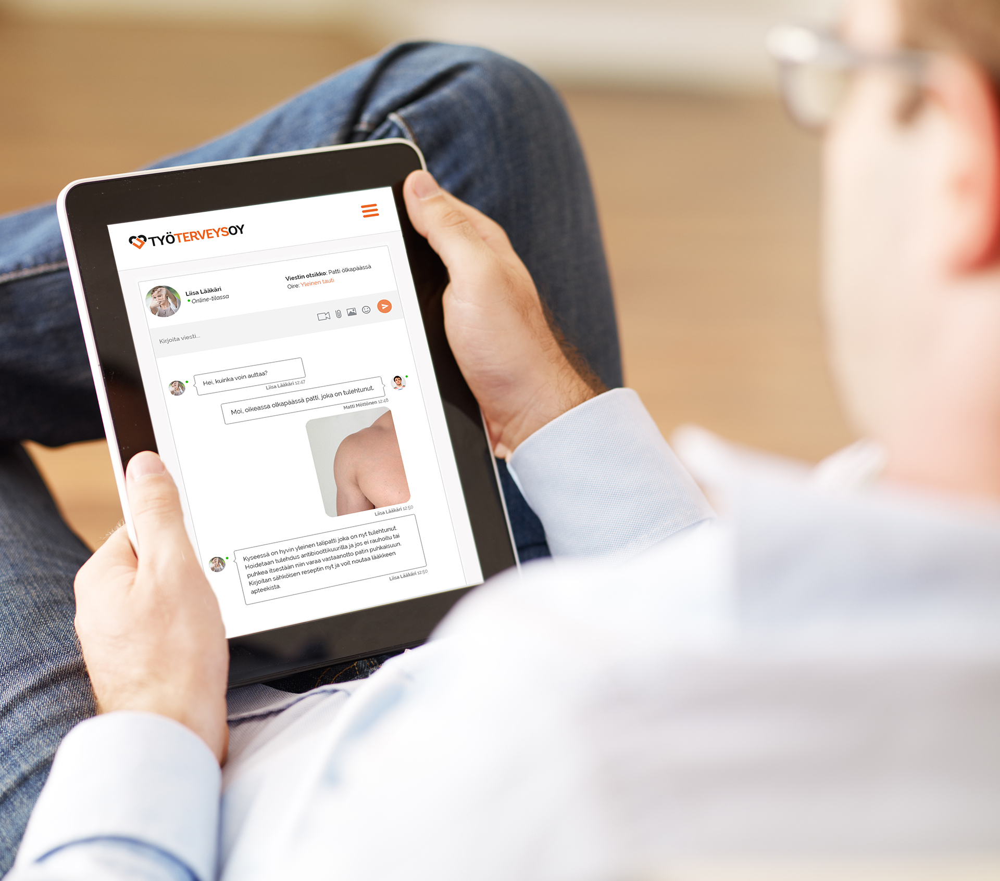 TYÖTERVEYSOY
Liisa Lääkäri
Online-tilassa
Viestin otsikko: Patti olkapäässä
Oire: Yleinen tauti
Kirjoita viesti...
Hei, kuinka voin auttaa?
Liisa Lääkäri 12:47
Moi, oikeassa olkapäässä patti, joka on tulehtunut.
Matti Möttönen 12:48
Liisa Lääkäri 12:50
Kyseessä on hyvin yleinen talipatti joka on nyt tulehtunut.
Hoidetaan tulehdus antibioottikuurilla ja jos ei rauhoitu tai
puhkea itsestään niin varaa vastaanotto patin puhkaisuun.
Kirjoitan sähköisen reseptin nyt ja voit noutaa lääkkeen
apteekista.
Liisa Lääkäri 12:50